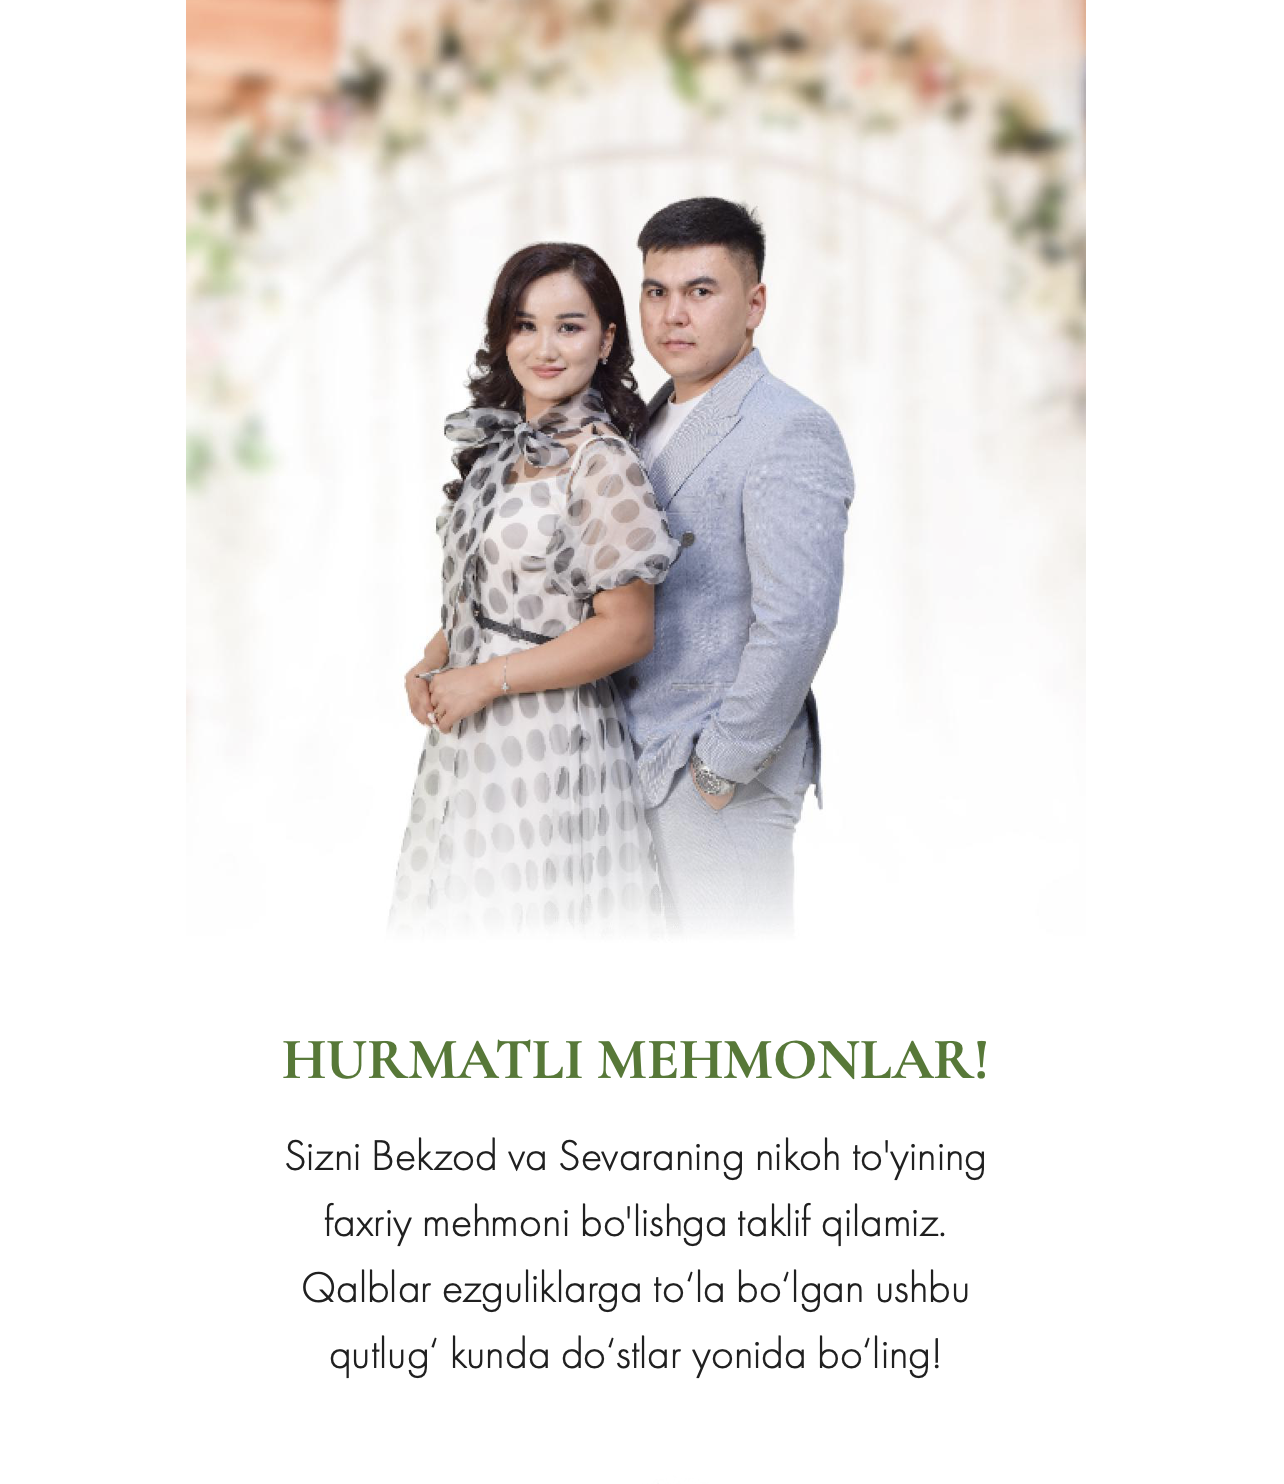 HURMATLI MEHMONLAR!
Sizni Bekzod va Sevaraning nikoh to'yining
faxriy mehmoni bo'lishga taklif qilamiz.
Qalblar ezguliklarga to‘la bo‘lgan ushbu
qutlug‘ kunda do‘stlar yonida bo‘ling!